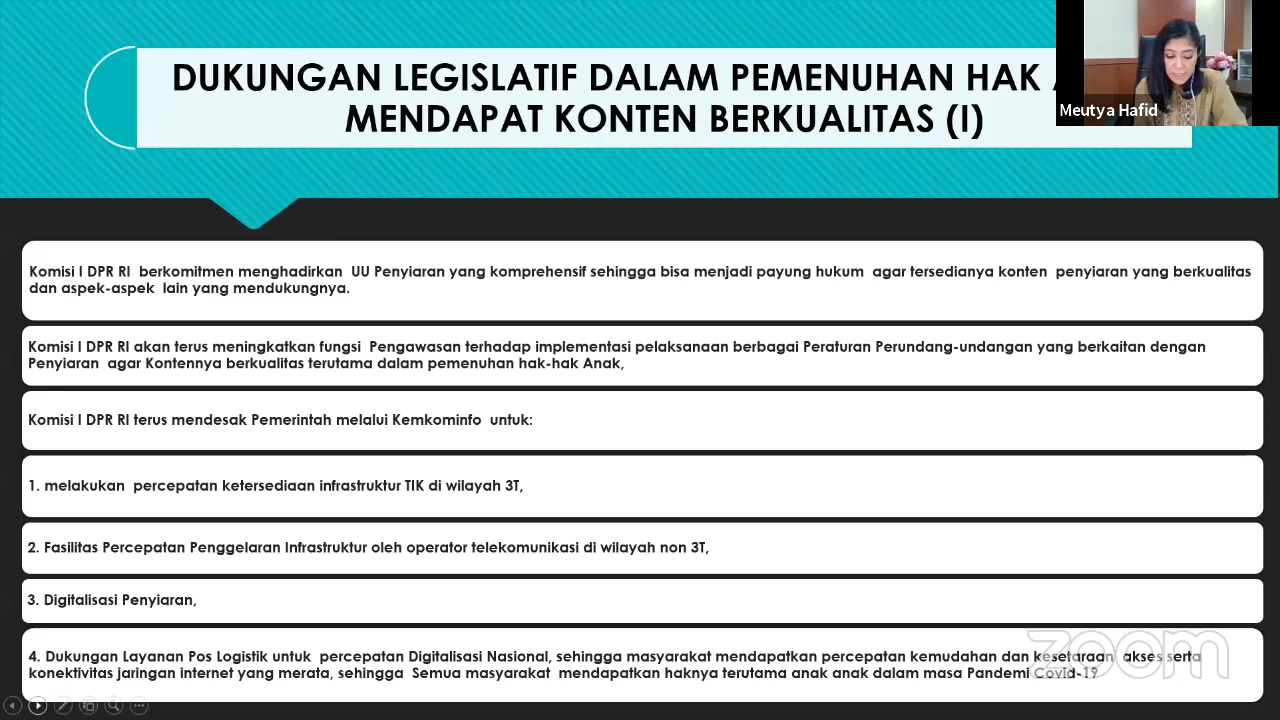 DUKUNGAN LEGISLATIF DALAM PEMENUHAN HAK
MENDAPAT KONTEN BERKUALITAS (I)
Meutya Hafid
Komisi I DPR RI berkomitmen menghadirkan UU Penyiaran yang komprehensif sehingga bisa menjadi payung hukum agar tersedianya konten penyiaran yang berkualitas
dan aspek-aspek lain yang mendukungnya.
Komisi I DPR RI akan terus meningkatkan fungsi Pengawasan terhadap implementasi pelaksanaan berbagai Peraturan Perundang-undangan yang berkaitan dengan
Penyiaran agar Kontennya berkualitas terutama dalam pemenuhan hak-hak Anak,
Komisi I DPR RI terus mendesak Pemerintah melalui Kemkominfo untuk:
1. melakukan percepatan ketersediaan infrastruktur TIK di wilayah 3T,
2. Fasilitas Percepatan Penggelaran Infrastruktur oleh operator telekomunikasi di wilayah non 3T,
3. Digitalisasi Penyiaran,
4. Dukungan Layanan Pos Logistik untuk percepatan Digitalisasi Nasional, sehingga masyarakat mendapatkan percepatan kemudahan dan kesetaraan akses serta
konektivitas jaringan internet yang merata, sehingga Semua masyarakat mendapatkan haknya terutama anak anak dalam masa Pandemi Covid-19
zoom